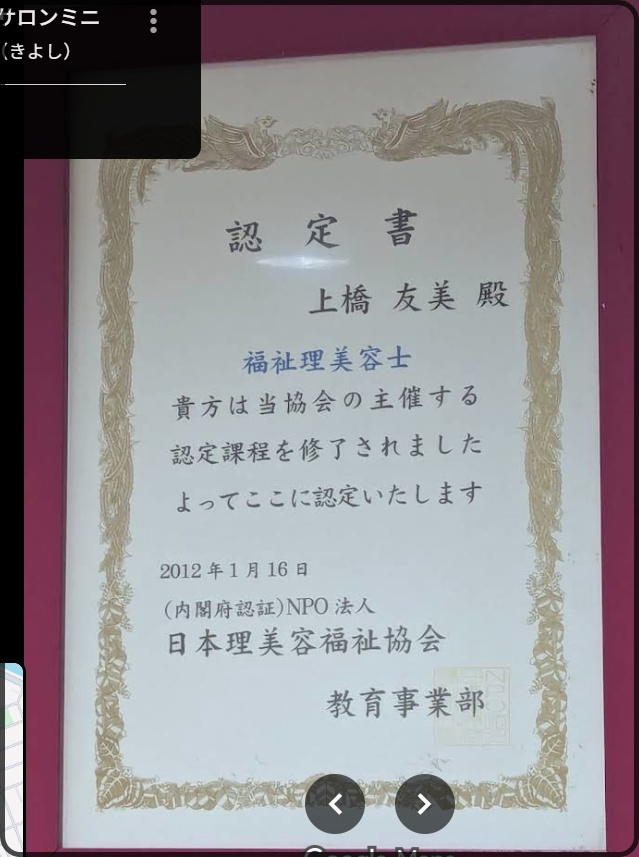 サロンミニ
（きよし）
認定書
上橋 友美 殿
福祉理美容士
貴方は当協会の主催する
認定課程を修了されました
よってここに認定いたします
2012年1月16日
(内閣府認証)NPO法人
日本理美容福祉協会
教育事業部